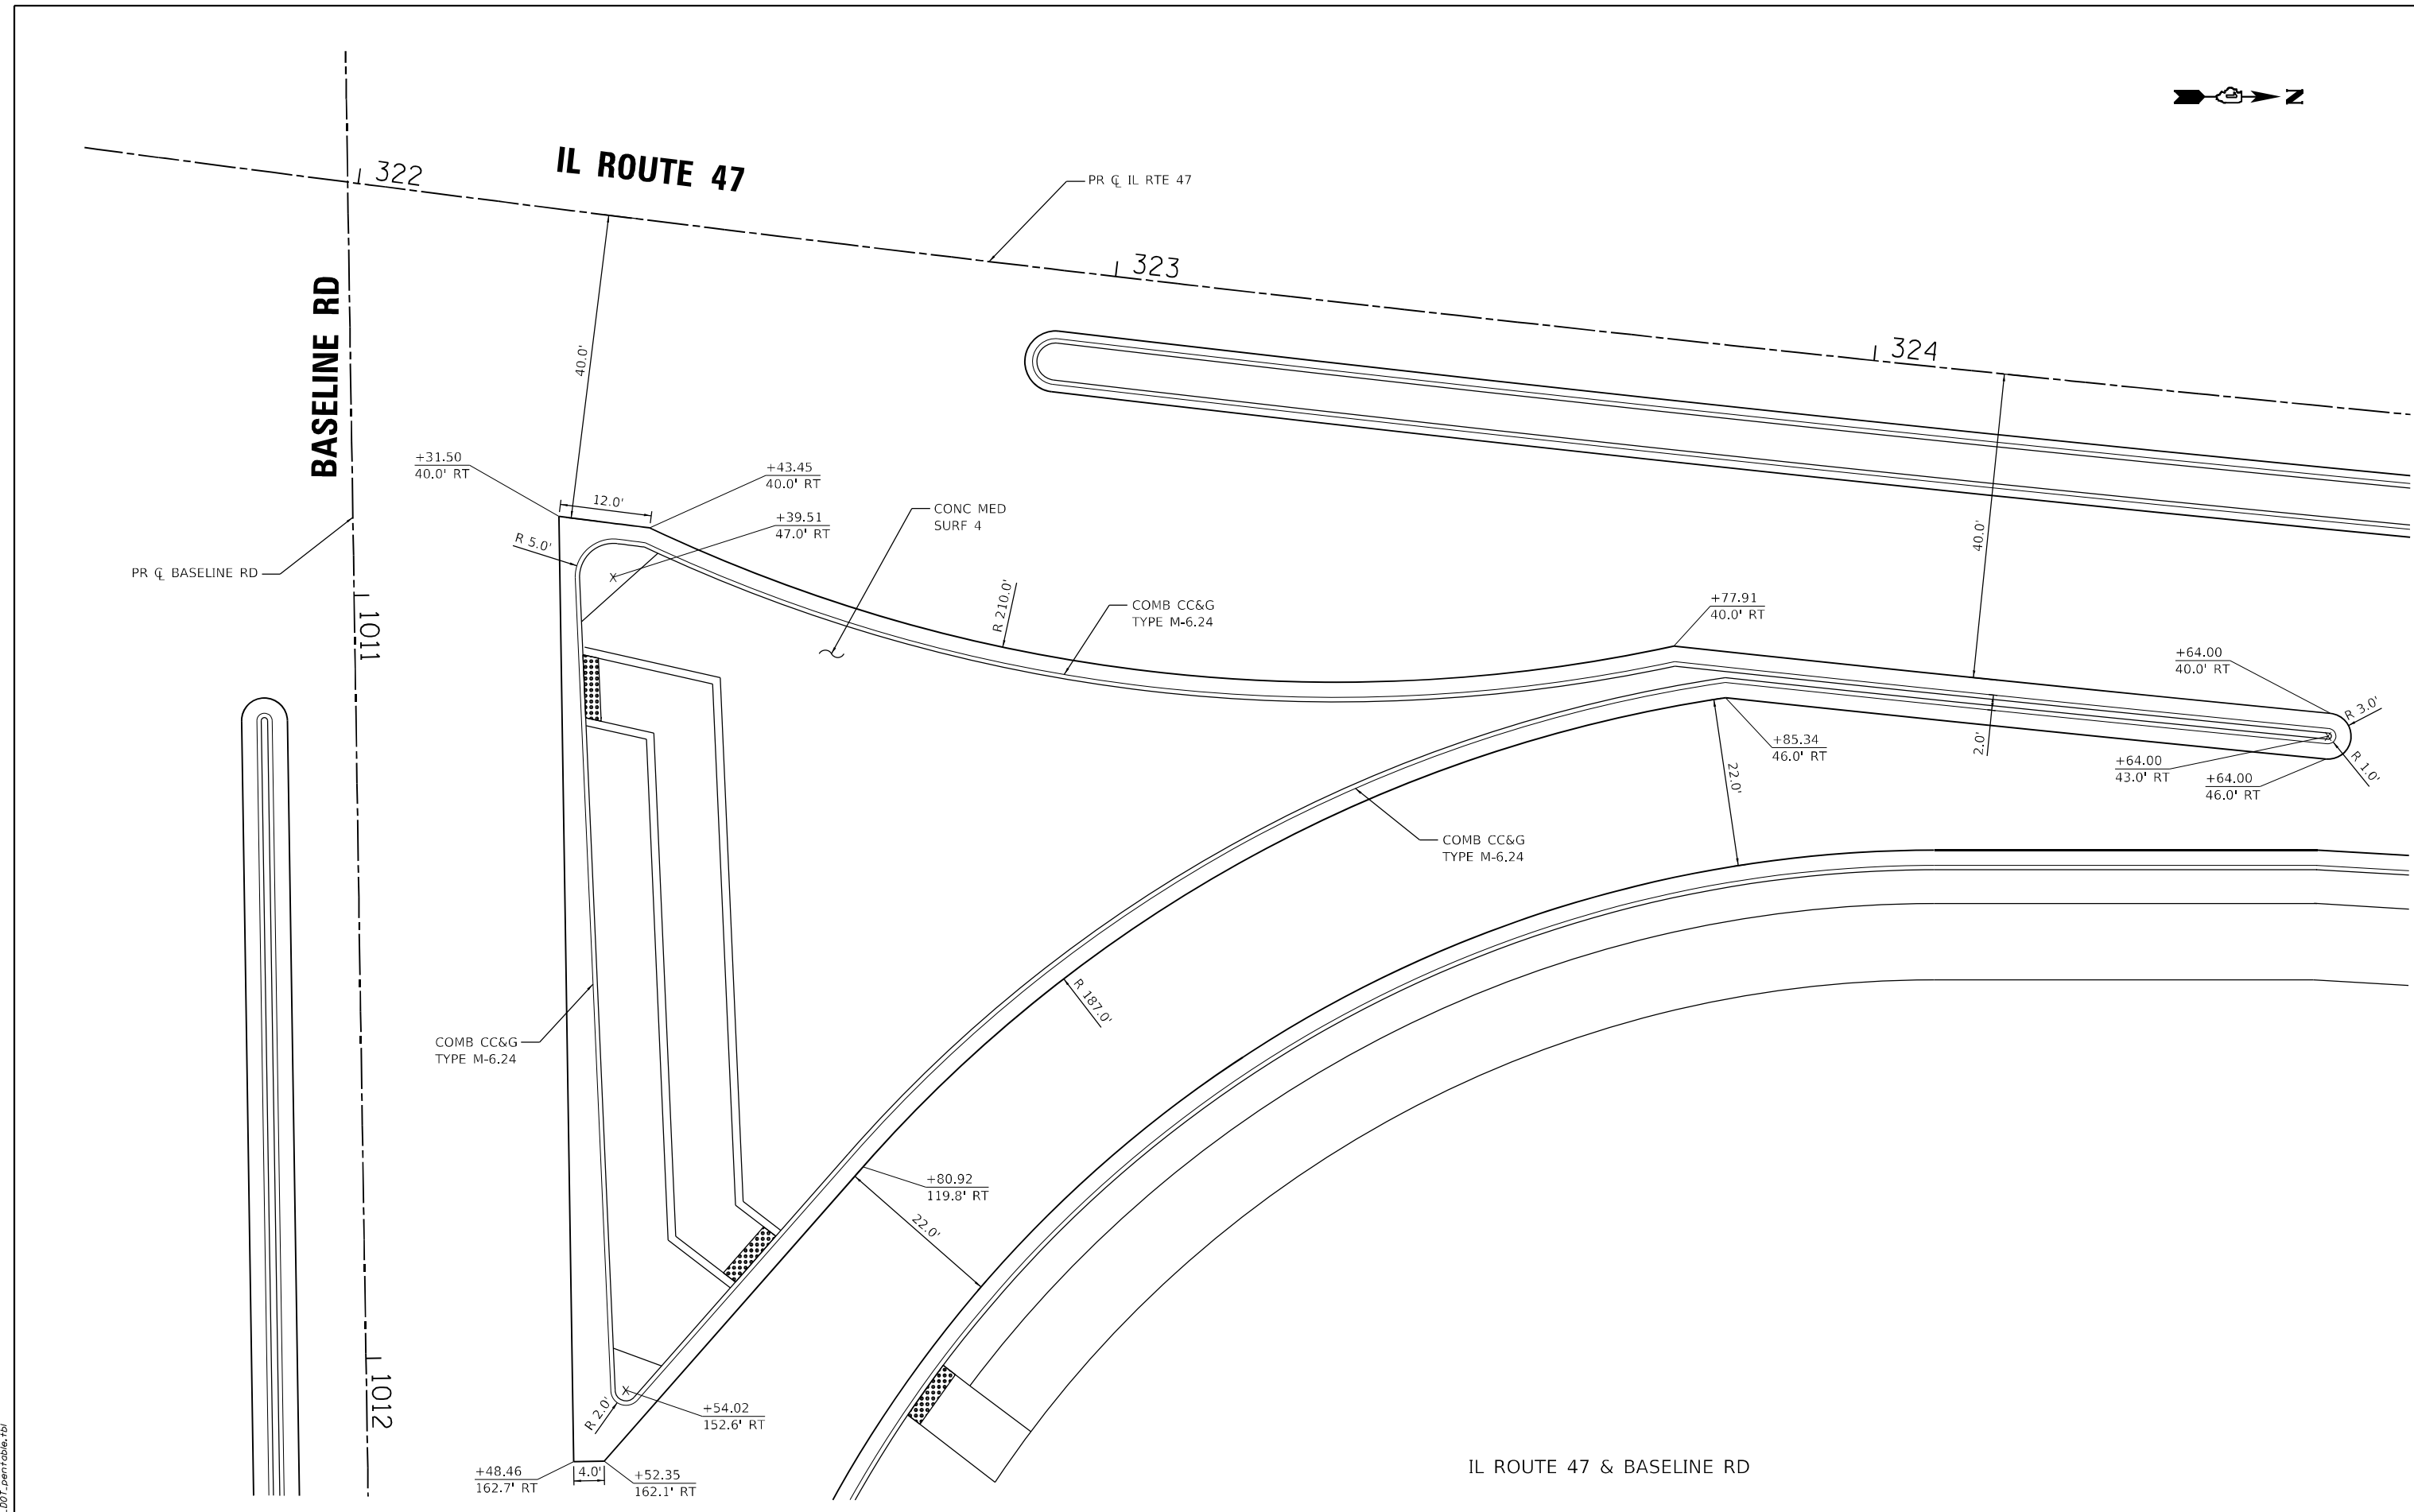 N
322
IL ROUTE 47
PR ℄ IL RTE 47
323
324
BASELINE RD
40.0'
+31.50
40.0' RT
12.0'
+43.45
40.0' RT
+39.51
47.0' RT
CONC MED
SURF 4
R 5.0'
PR ℄ BASELINE RD
1011
R 210.0'
COMB CC&G
TYPE M-6.24
40.0'
+77.91
40.0' RT
+64.00
40.0' RT
R 3.0'
2.0'
+85.34
46.0' RT
+64.00
43.0' RT
+64.00
46.0' RT
R 1.0'
22.0'
COMB CC&G
TYPE M-6.24
R 187.0'
COMB CC&G
TYPE M-6.24
+80.92
119.8' RT
22.0'
1012
R 2.0'
+54.02
152.6' RT
+48.46
162.7' RT
4.0'
+52.35
162.1' RT
IL ROUTE 47 & BASELINE RD
DOT_pentable.tbl